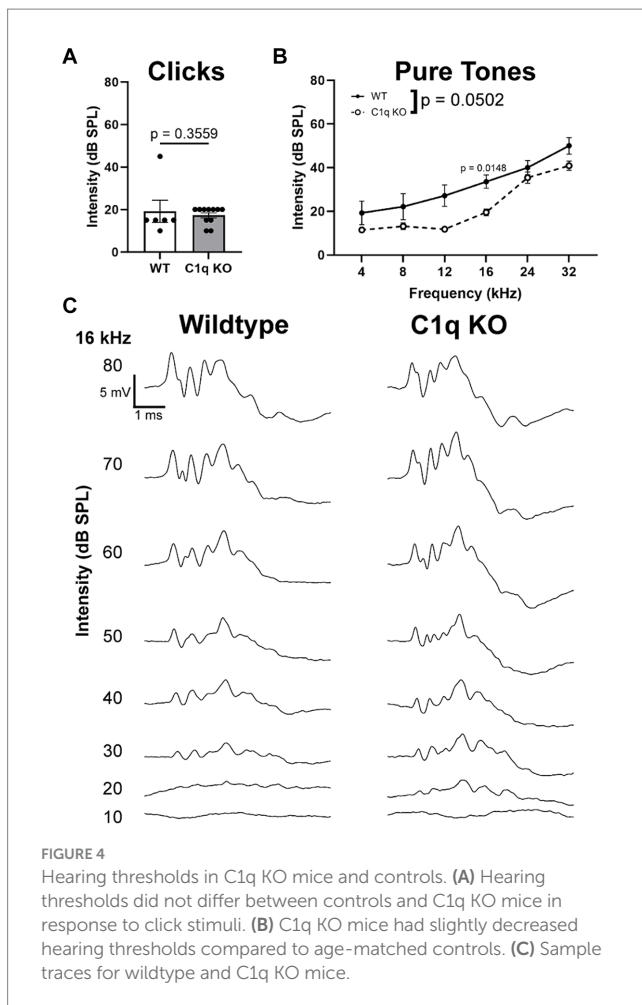 A
Clicks
80
60
40
20
0
Intensity (dB SPL)
p = 0.3559
WT
C1q KO
B
Pure Tones
80
60
40
20
0
Intensity (dB SPL)
WT
C1q KO
] p = 0.0502
p = 0.0148
4 8 12 16 24 32
Frequency (kHz)
C
Wildtype
C1q KO
16 kHz
Intensity (dB SPL)
80
5 mV
1 ms
70
60
50
40
30
20
10
FIGURE 4
Hearing thresholds in C1q KO mice and controls. (A) Hearing
thresholds did not differ between controls and C1q KO mice in
response to click stimuli. (B) C1q KO mice had slightly decreased
hearing thresholds compared to age-matched controls. (C) Sample
traces for wildtype and C1q KO mice.